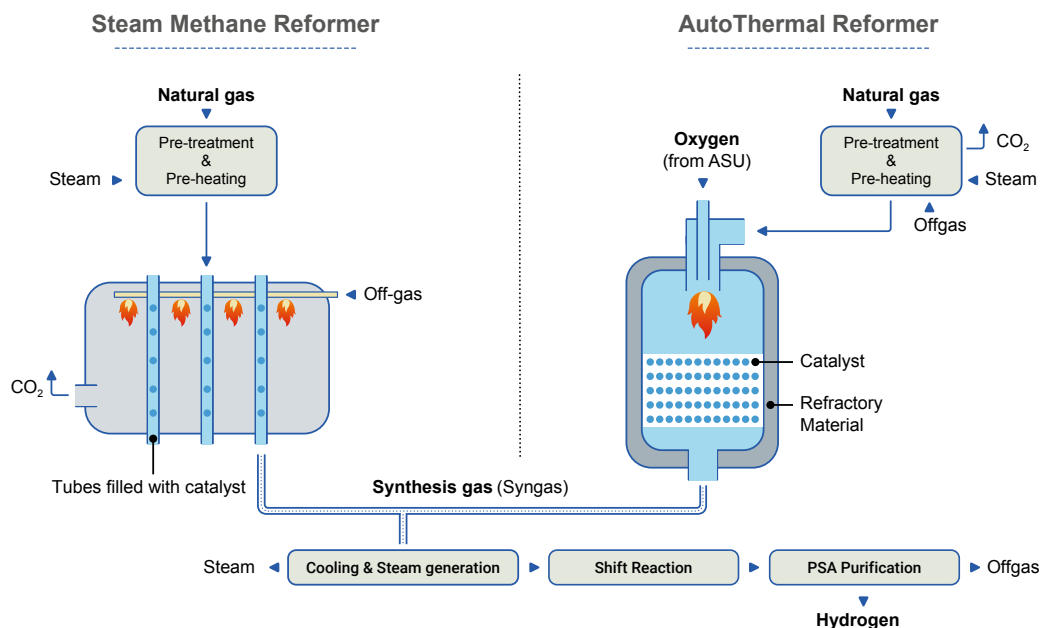 Steam Methane Reformer
AutoThermal Reformer
Natural gas
Pre-treatment
&
Pre-heating
Steam
Off-gas
CO₂
Tubes filled with catalyst
Natural gas
Oxygen
(from ASU)
Pre-treatment
&
Pre-heating
CO₂
Steam
Offgas
Catalyst
Refractory
Material
Synthesis gas (Syngas)
Steam
Cooling & Steam generation
Shift Reaction
PSA Purification
Offgas
Hydrogen